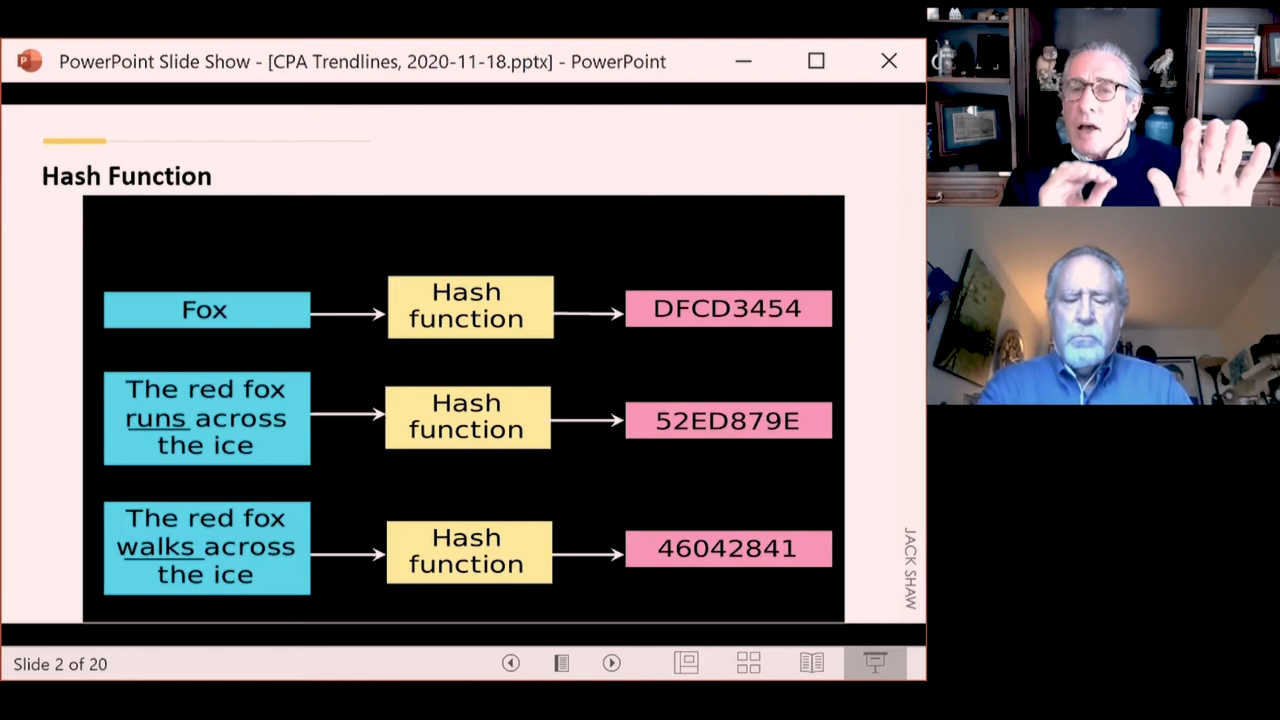 PowerPoint Slide Show - [CPA Trendlines, 2020-11-18.pptx] - PowerPoint
Hash Function
Fox
Hash
function
DFCD3454
The red fox
runs across
the ice
Hash
function
52ED879E
The red fox
walks across
the ice
Hash
function
46042841
JACK SHAW
Slide 2 of 20